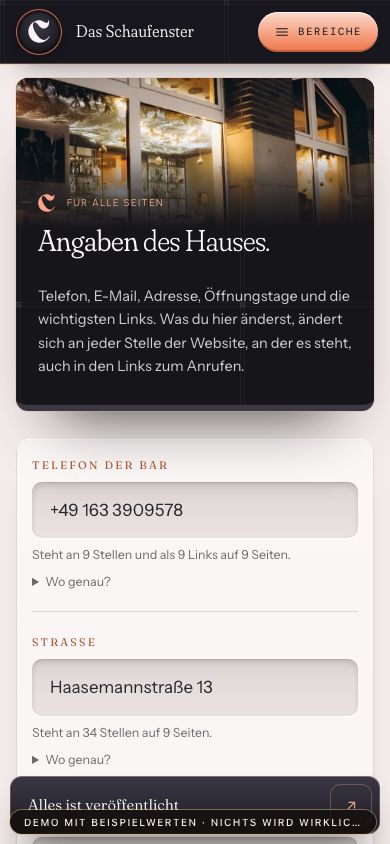 Das Schaufenster
BEREICHE
FÜR ALLE SEITEN
Angaben des Hauses.
Telefon, E-Mail, Adresse, Öffnungstage und die
wichtigsten Links. Was du hier änderst, ändert
sich an jeder Stelle der Website, an der es steht,
auch in den Links zum Anrufen.
TELEFON DER BAR
+49 163 3909578
Steht an 9 Stellen und als 9 Links auf 9 Seiten.
Wo genau?
STRASSE
Haasemannstraße 13
Steht an 34 Stellen auf 9 Seiten.
Wo genau?
Alles ist veröffentlicht
DEMO MIT BEISPIELWERTEN · NICHTS WIRD WIRKLIC…